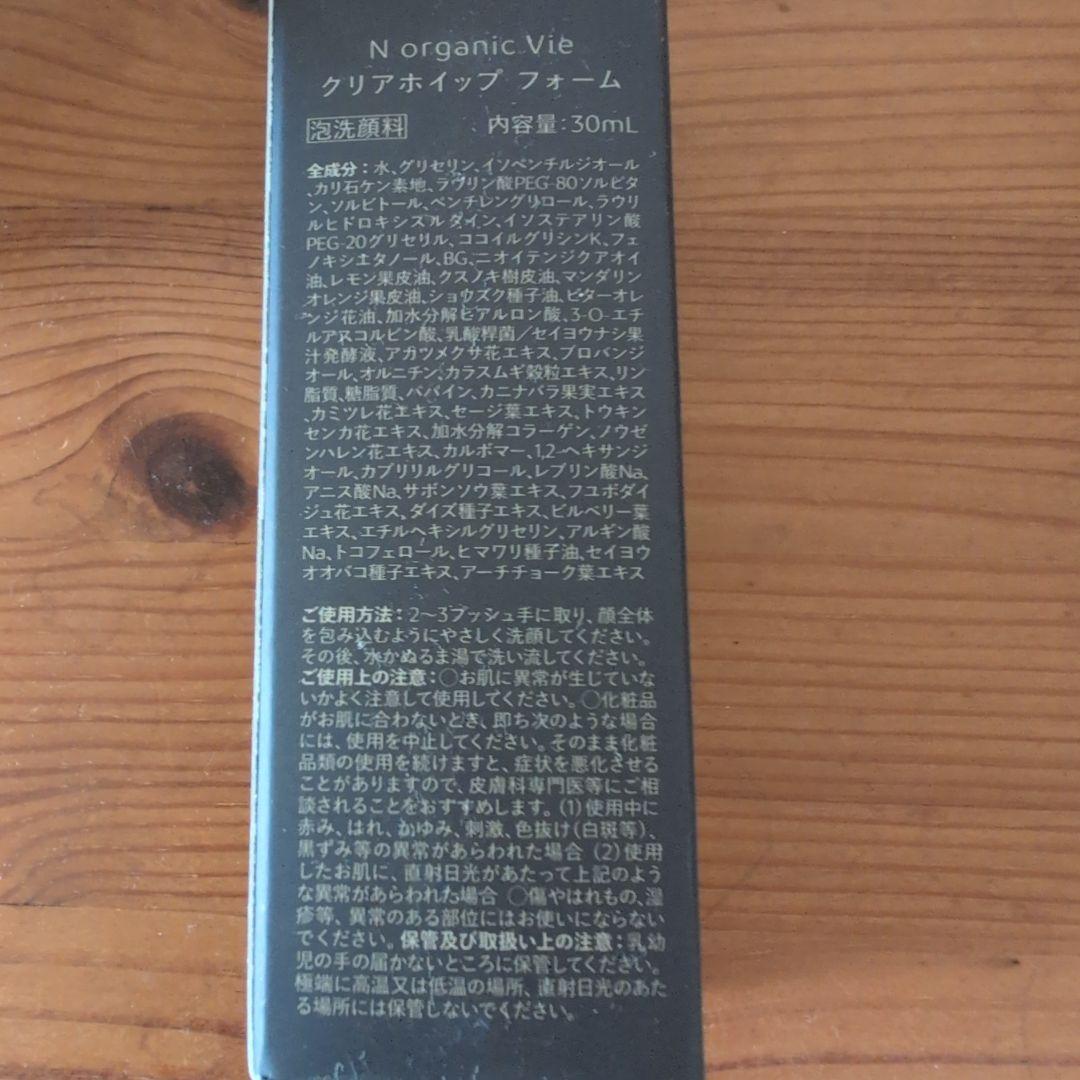 N organic Vie
クリアホイップ フォーム
泡洗顔料 内容量:30mL
全成分:水、グリセリン、イソペンチルジオール
、カリ石ケン素地、ラウリン酸PEG-80ソルビタ
ン、ソルビトール、ペンチレングリコール、ラウリ
ルヒドロキシスルタイン、イソステアリン酸
PEG-20グリセリル、ココイルグリシンK、フェ
ノキシエタノール、BG、ニオイテンジクアオイ
油、レモン果皮油、クスノキ樹皮油、マンダリン
オレンジ果皮油、ショウズク種子油、ビターオレ
ンジ花油、加水分解ヒアルロン酸、3-O-エチ
ルアスコルビン酸、乳酸桿菌/セイヨウナシ果
汁発酵液、アカツメクサ花エキス、プロパンジ
オール、オルニチン、カラスムギ穀粒エキス、リン
脂質、糖脂質、パパイン、カニナバラ果実エキス
、カミツレ花エキス、セージ葉エキス、トウキン
センカ花エキス、加水分解コラーゲン、ノウゼ
ンハレン花エキス、カルボマー、1,2-ヘキサンジ
オール、カプリリルグリコール、レブリン酸Na、
アニス酸Na、サボンソウ葉エキス、フユボダイ
ジュ花エキス、ダイズ種子エキス、ビルベリー葉
エキス、エチルヘキシルグリセリン、アルギン酸
Na、トコフェロール、ヒマワリ種子油、セイヨウ
オオバコ種子エキス、アーチチョーク葉エキス
ご使用方法:2〜3プッシュ手に取り、顔全体
を包み込むようにやさしく洗顔してください。
その後、水かぬるま湯で洗い流してください。
ご使用上の注意:○お肌に異常が生じていな
いかよく注意して使用してください。○化粧品
がお肌に合わないとき、即ち次のような場合
には、使用を中止してください。そのまま化粧
品類の使用を続けますと、症状を悪化させる
ことがありますので、皮膚科専門医等にご相
談されることをおすすめします。(1)使用中に
赤み、はれ、かゆみ、刺激、色抜け(白斑等)、
黒ずみ等の異常があらわれた場合 (2)使用
したお肌に、直射日光があたって上記のよう
な異常があらわれた場合 ○傷やはれもの、湿
疹等、異常のある部位にはお使いにならない
でください。保管及び取扱い上の注意:乳幼
児の手の届かないところに保管してください。
極端に高温又は低温の場所、直射日光のあた
る場所には保管しないでください。